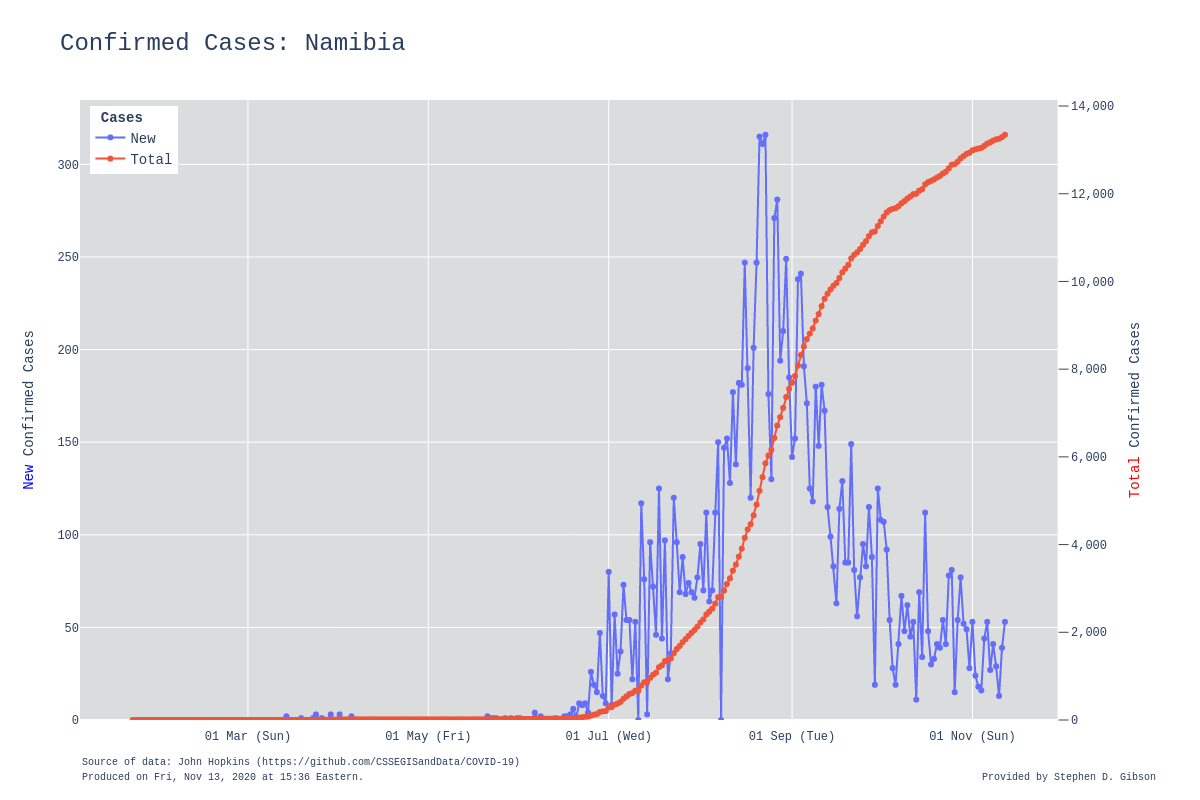 Confirmed Cases: Namibia
Cases
New
Total
300
250
200
150
100
50
0
14,000
12,000
10,000
8,000
6,000
4,000
2,000
0
New Confirmed Cases
Total Confirmed Cases
01 Mar (Sun)
01 May (Fri)
01 Jul (Wed)
01 Sep (Tue)
01 Nov (Sun)
Source of data: John Hopkins (https://github.com/CSSEGISandData/COVID-19)
Produced on Fri, Nov 13, 2020 at 15:36 Eastern.
Provided by Stephen D. Gibson